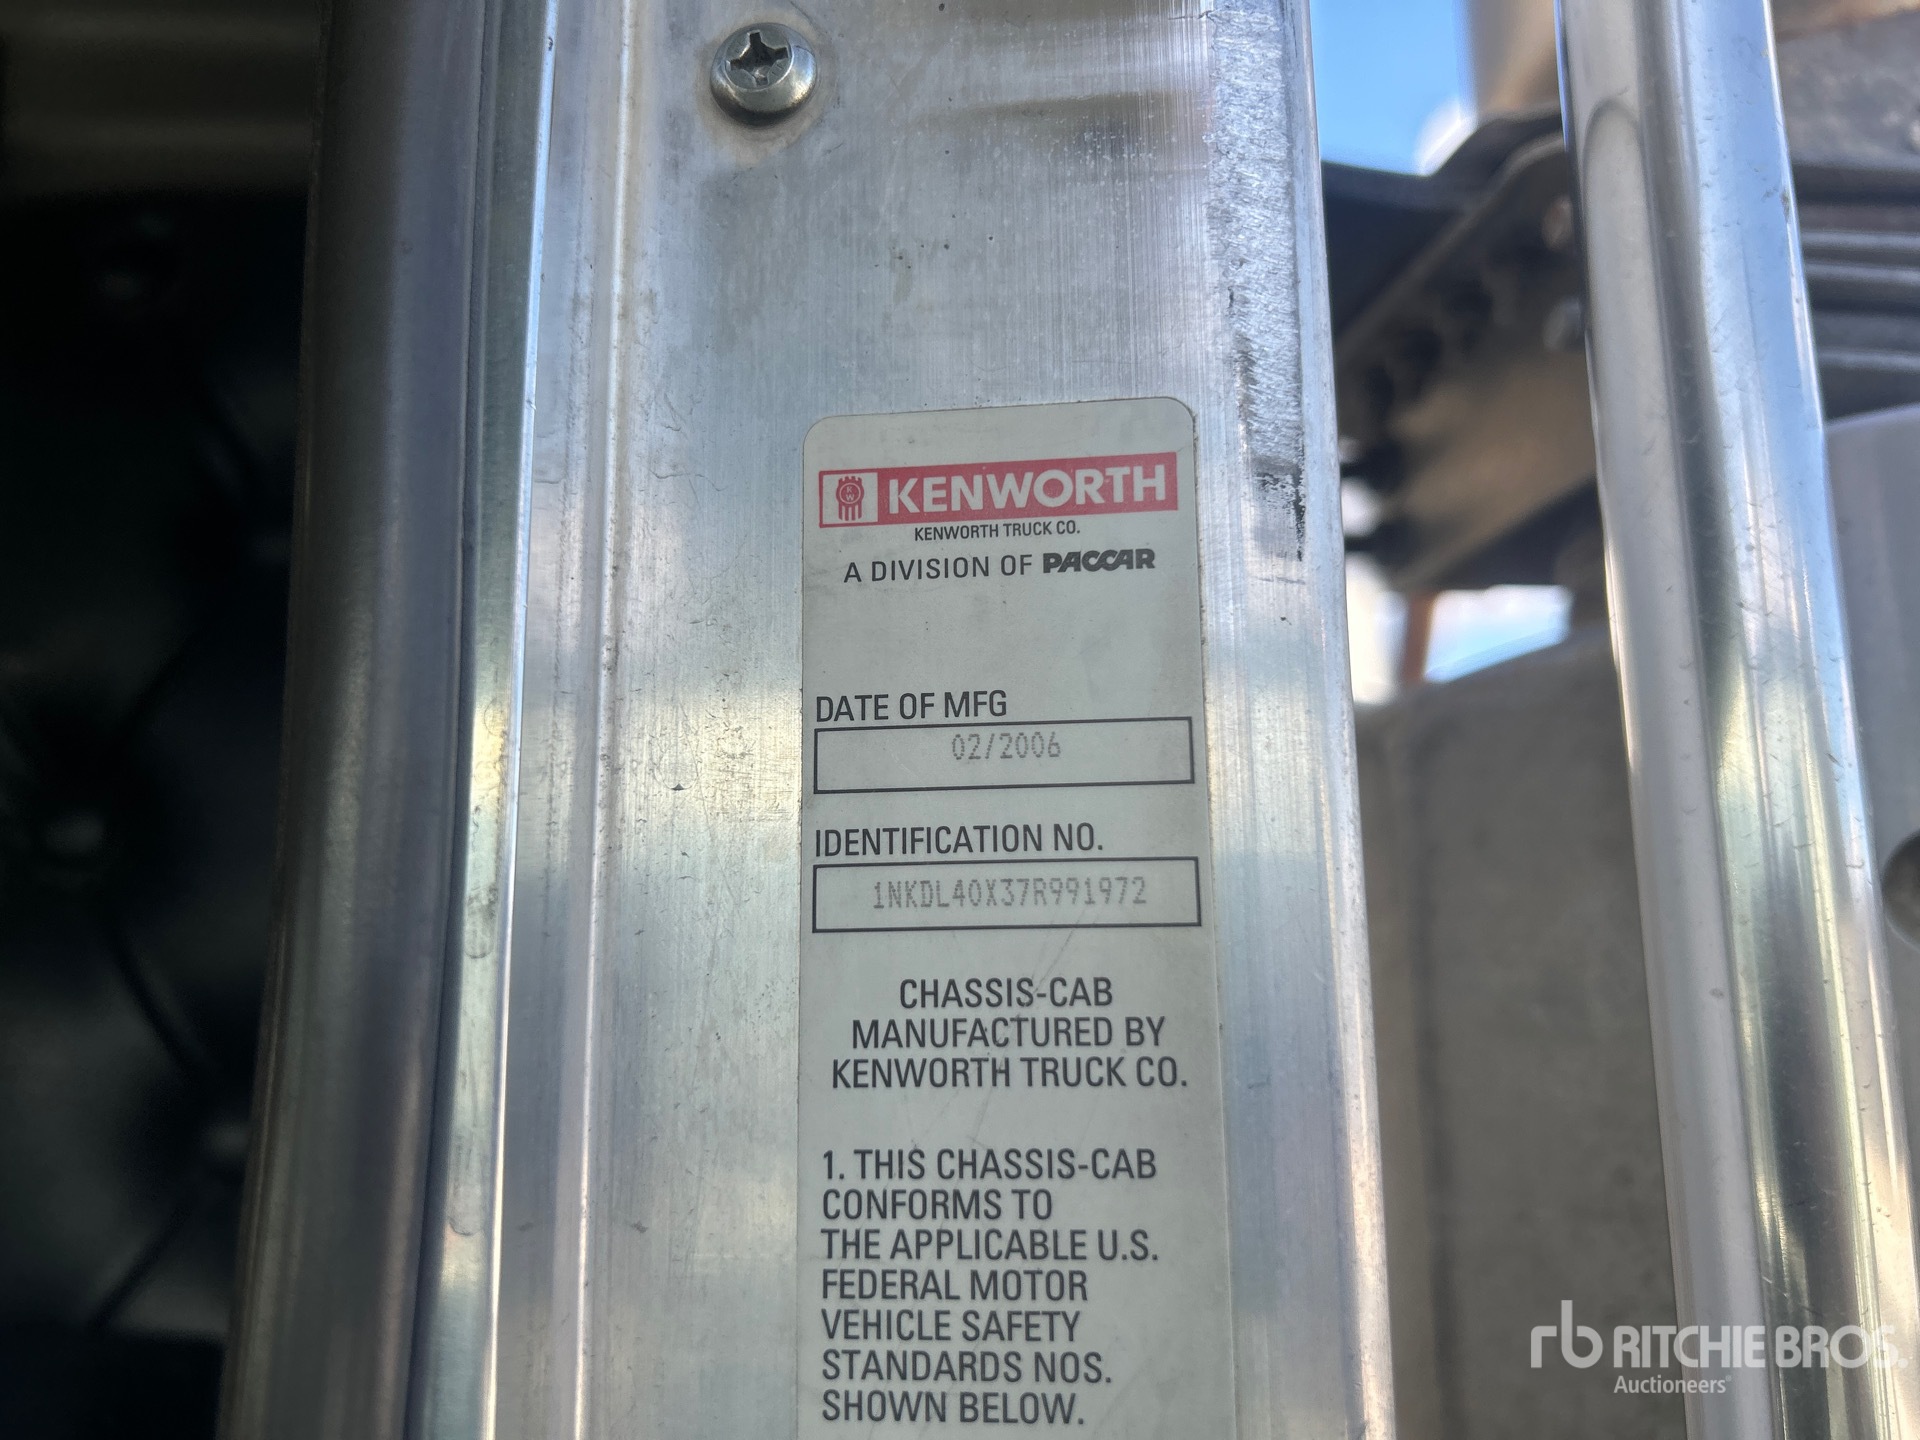 KENWORTH
KENWORTH TRUCK CO.
A DIVISION OF PACCAR
DATE OF MFG
02/2006
IDENTIFICATION NO.
1NKDL40X37R991972
CHASSIS-CAB
MANUFACTURED BY
KENWORTH TRUCK CO.
1. THIS CHASSIS-CAB
CONFORMS TO
THE APPLICABLE U.S.
FEDERAL MOTOR
VEHICLE SAFETY
STANDARDS NOS.
SHOWN BELOW.
rb RITCHIE BROS.
Auctioneers